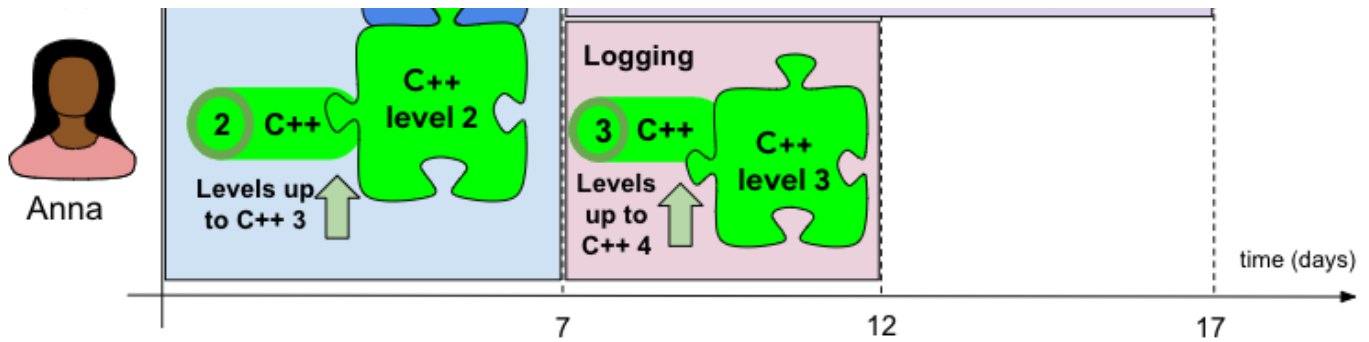 Logging
C++
level 2
2 C++
3 C++
C++
level 3
Levels up
to C++ 3
Levels
up to
C++ 4
Anna
time (days)
7
12
17